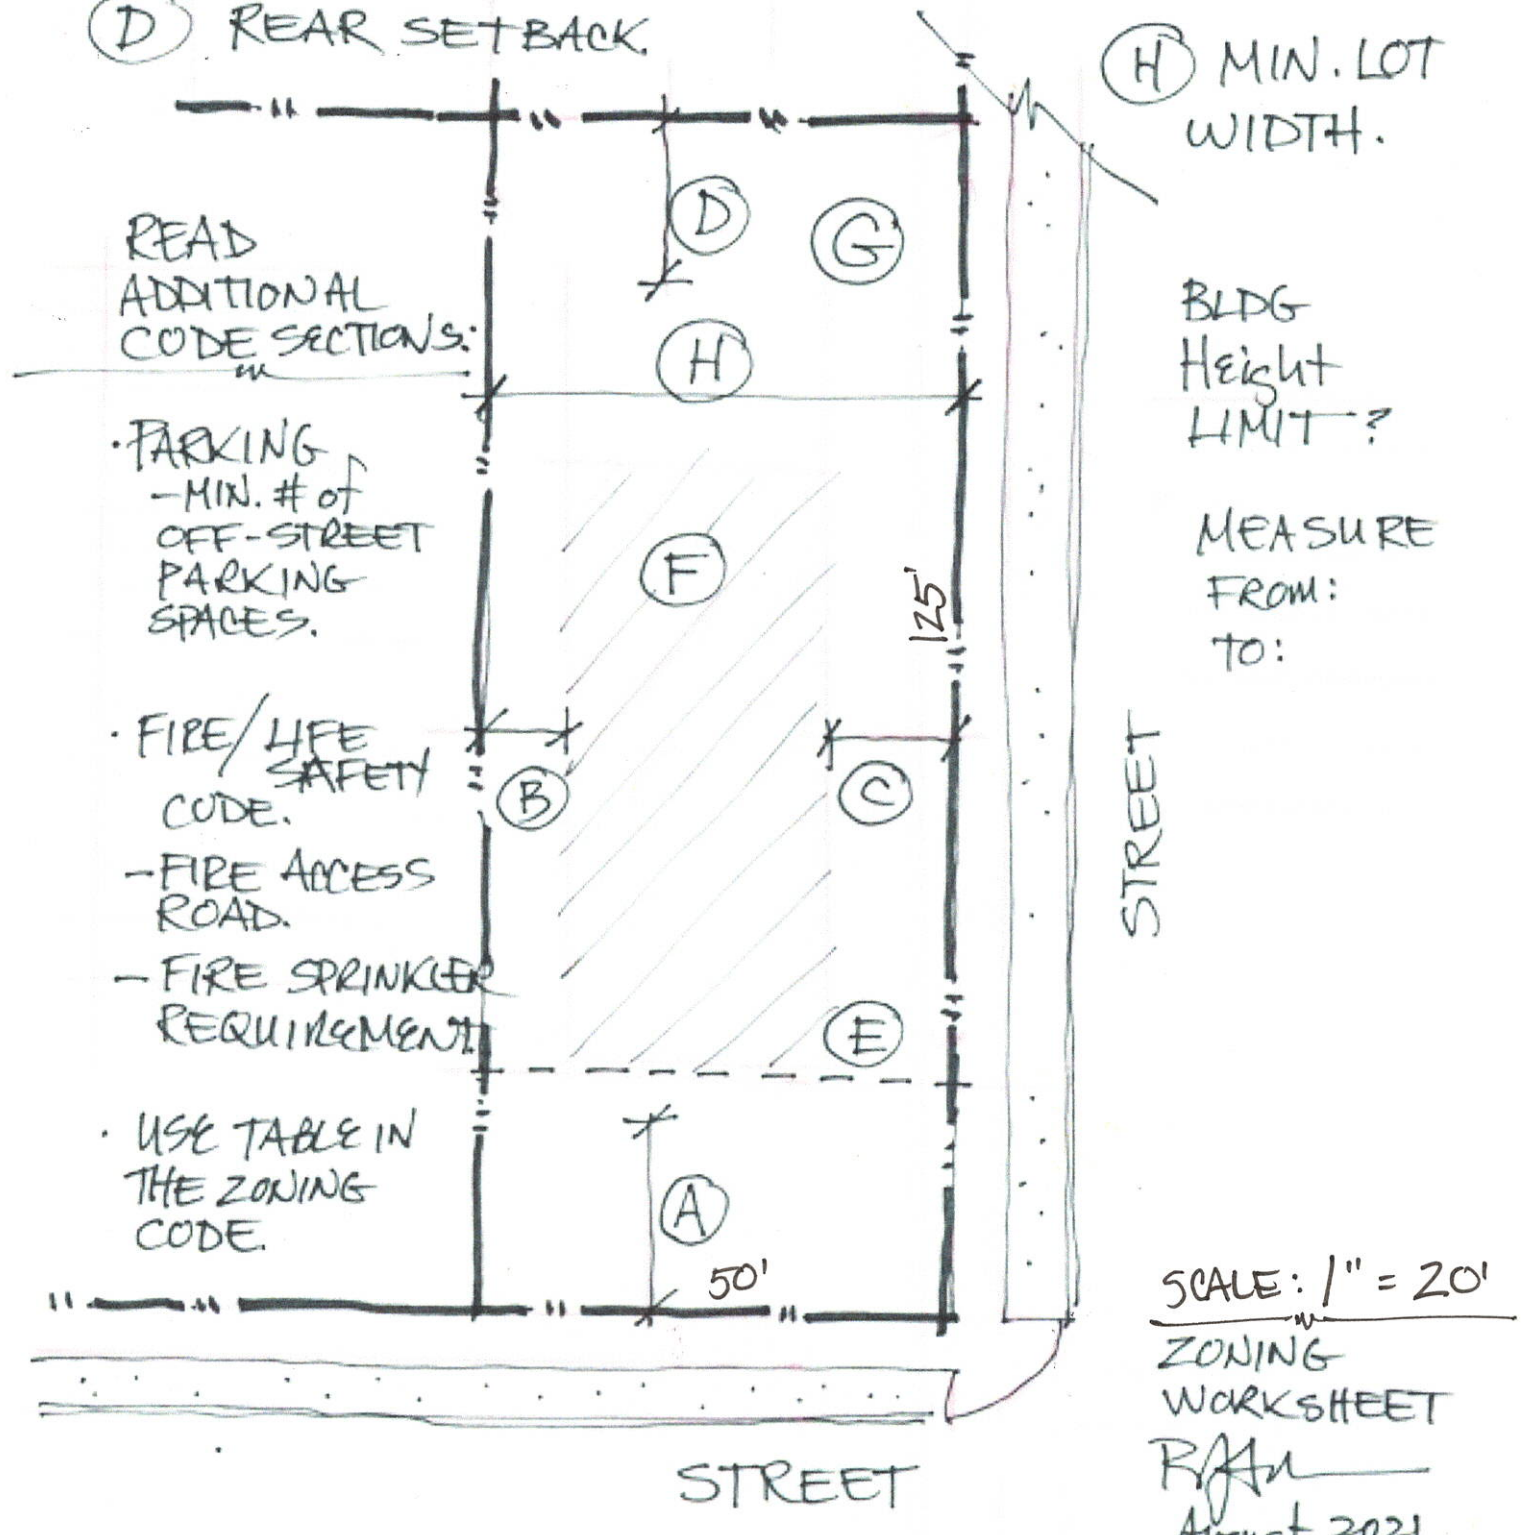 D REAR SETBACK.
H MIN. LOT
WIDTH.
READ
ADDITIONAL
CODE SECTIONS:
· PARKING
- MIN. # of
OFF-STREET
PARKING
SPACES.
· FIRE/LIFE
SAFETY
CODE.
- FIRE ACCESS
ROAD.
- FIRE SPRINKLER
REQUIREMENT
· USE TABLE IN
THE ZONING
CODE.
D
G
H
F
125'
B
C
E
A
50'
BLDG
Height
LIMIT?
MEASURE
FROM:
TO:
STREET
STREET
SCALE: 1" = 20'
ZONING
WORKSHEET
August 2021